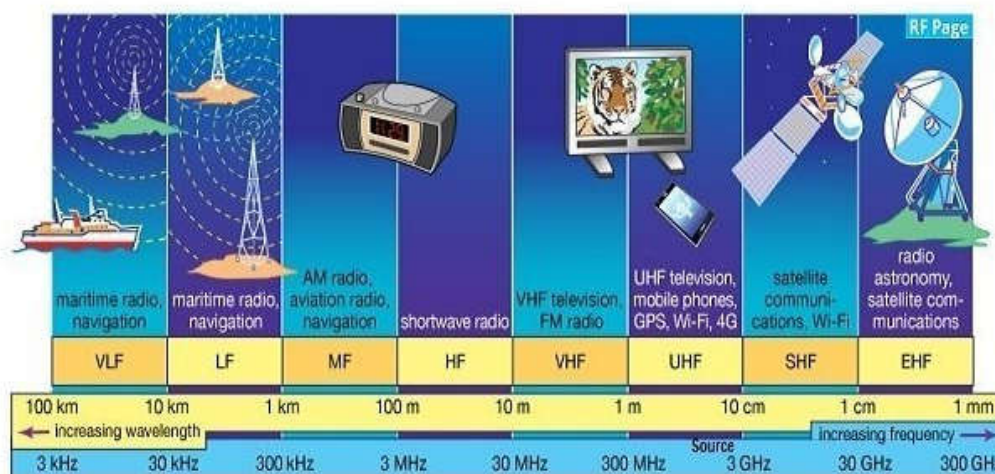 RF Page
11:29
maritime radio,
navigation
maritime radio,
navigation
AM radio,
aviation radio,
navigation
shortwave radio
VHF television,
FM radio
UHF television,
mobile phones,
GPS, Wi-Fi, 4G
satellite
communi-
cations, Wi-Fi
radio
astronomy,
satellite com-
munications
VLF LF MF HF VHF UHF SHF EHF
100 km 10 km 1 km 100 m 10 m 1 m 10 cm 1 cm 1 mm
← increasing wavelength
Source
increasing frequency →
3 kHz 30 kHz 300 kHz 3 MHz 30 MHz 300 MHz 3 GHz 30 GHz 300 GH